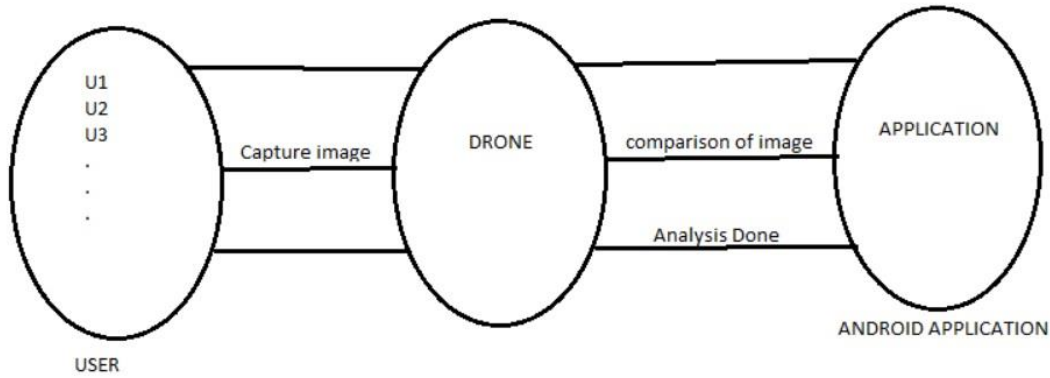 U1
U2
U3
.
.
.
Capture image
DRONE
comparison of image
Analysis Done
APPLICATION
ANDROID APPLICATION
USER